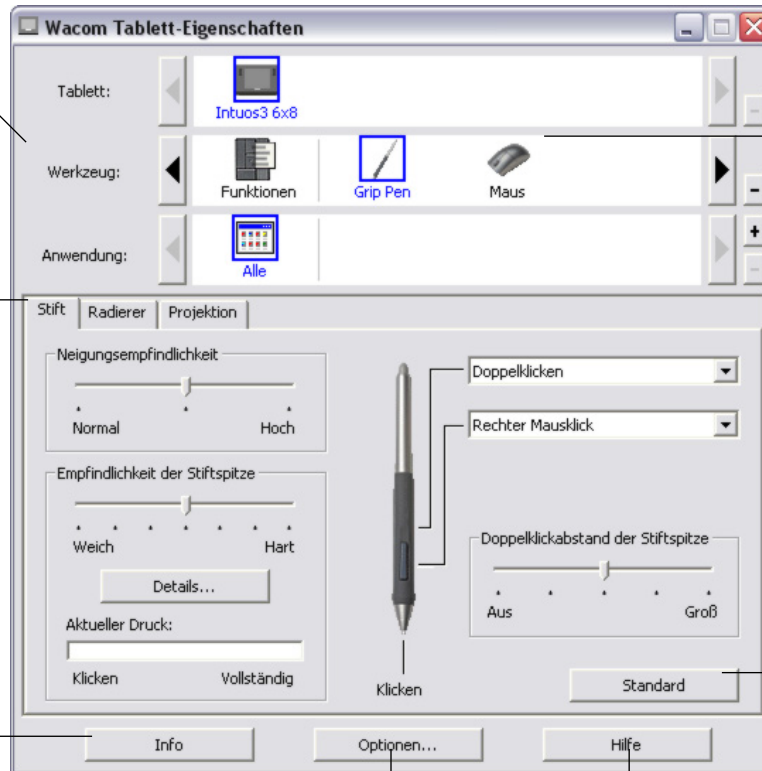 Wacom Tablett-Eigenschaften
Tablett:
Intuos3 6x8
Werkzeug:
Funktionen
Grip Pen
Maus
Anwendung:
Alle
Stift
Radierer
Projektion
Neigungsempfindlichkeit
Normal
Hoch
Empfindlichkeit der Stiftspitze
Weich
Hart
Details...
Aktueller Druck:
Klicken
Vollständig
Klicken
Doppelklicken
Rechter Mausklick
Doppelklickabstand der Stiftspitze
Aus
Groß
Standard
Info
Optionen...
Hilfe